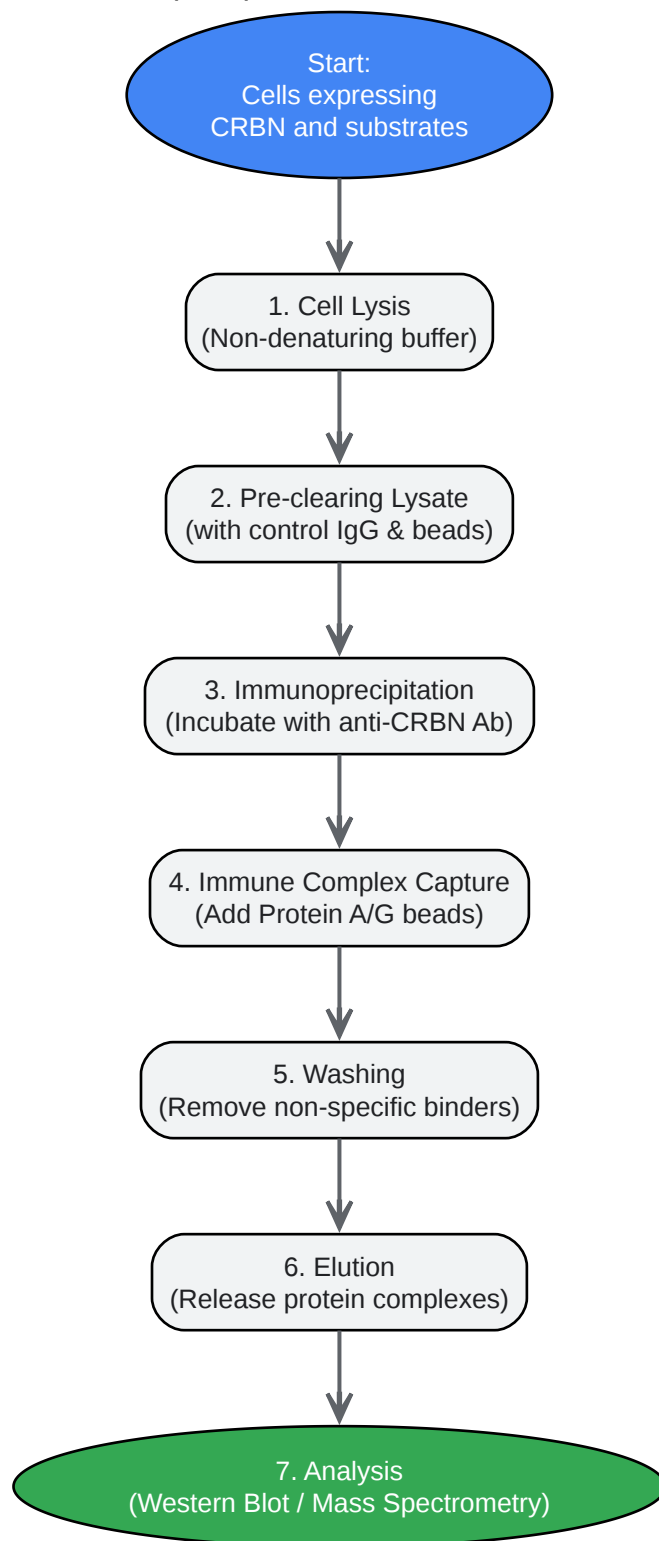 Start:
Cells expressing
CRBN and substrates
1. Cell Lysis
(Non-denaturing buffer)
2. Pre-clearing Lysate
(with control IgG & beads)
3. Immunoprecipitation
(Incubate with anti-CRBN Ab)
4. Immune Complex Capture
(Add Protein A/G beads)
5. Washing
(Remove non-specific binders)
6. Elution
(Release protein complexes)
7. Analysis
(Western Blot / Mass Spectrometry)